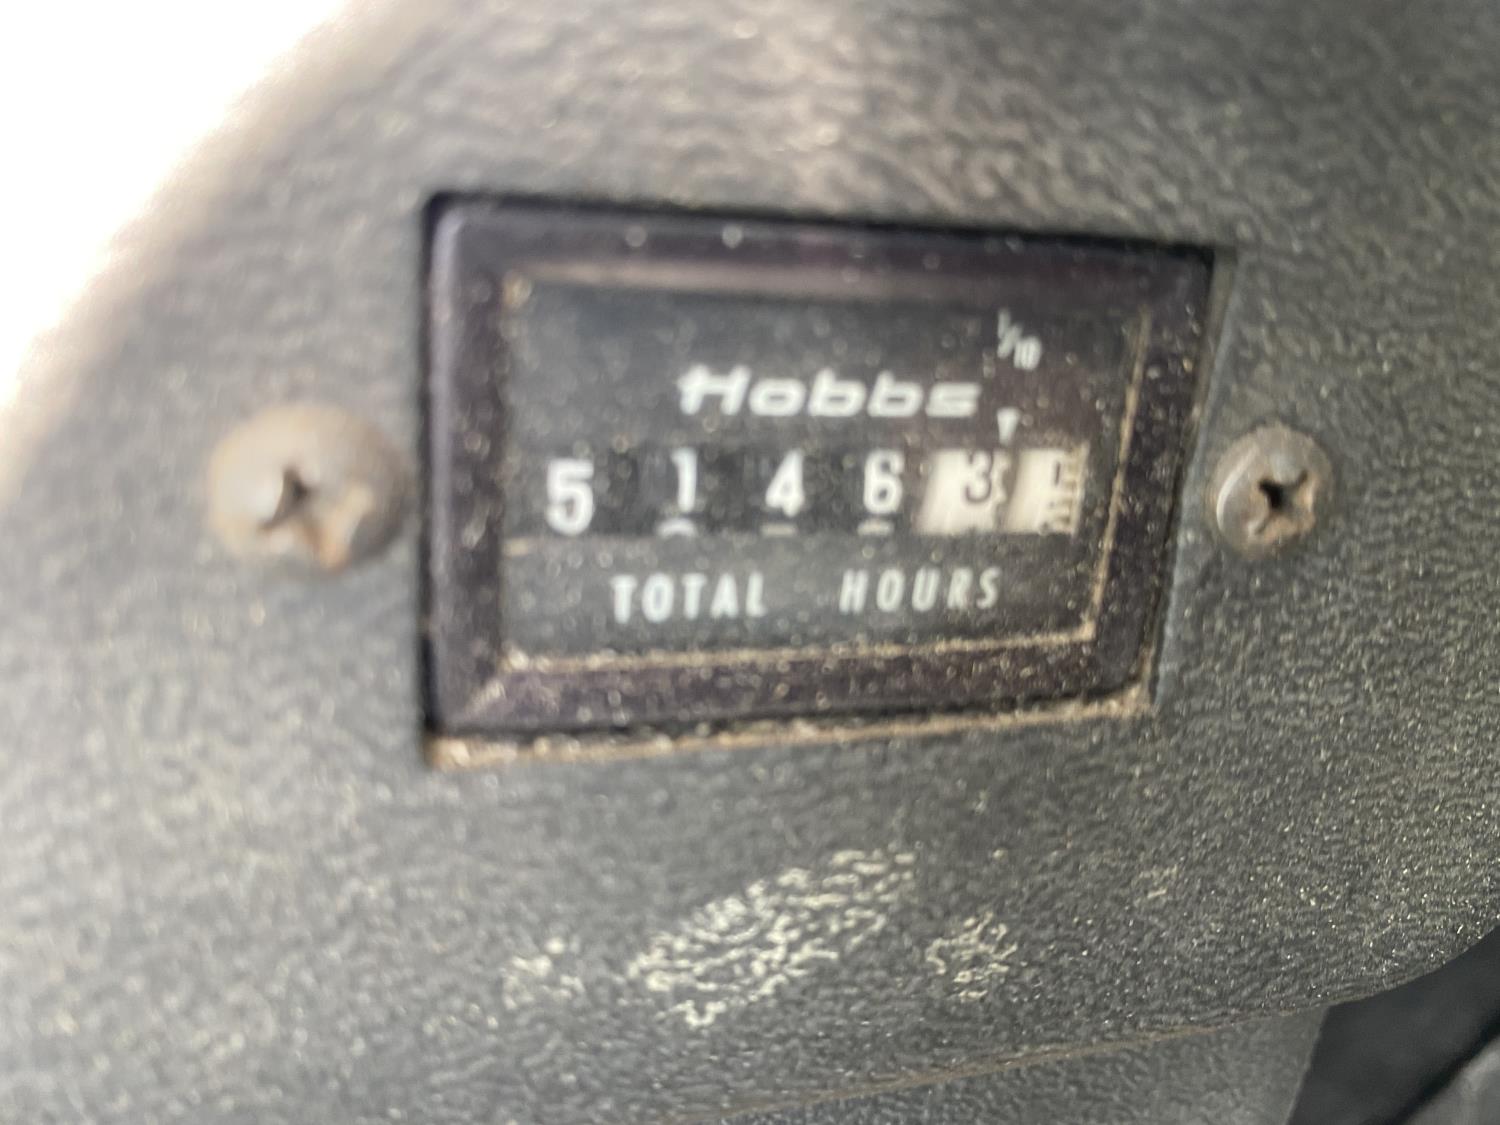 1/10
Hobbs
5 1 4 6 3
TOTAL HOURS